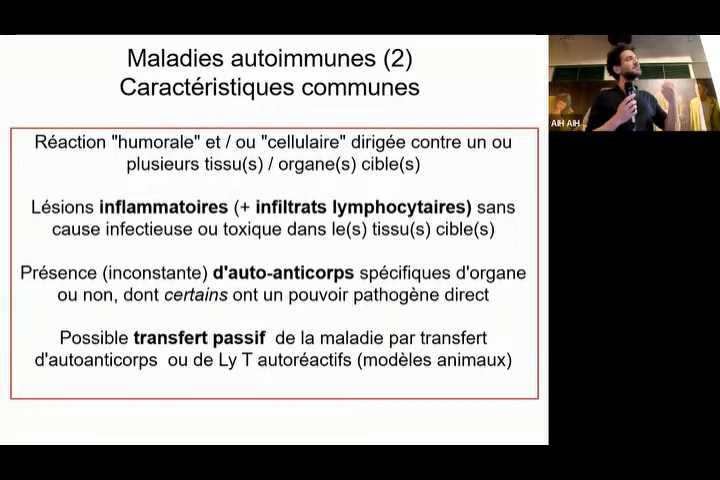 Maladies autoimmunes (2)
Caractéristiques communes
Réaction "humorale" et / ou "cellulaire" dirigée contre un ou
plusieurs tissu(s) / organe(s) cible(s)
Lésions inflammatoires (+ infiltrats lymphocytaires) sans
cause infectieuse ou toxique dans le(s) tissu(s) cible(s)
Présence (inconstante) d'auto-anticorps spécifiques d'organe
ou non, dont certains ont un pouvoir pathogène direct
Possible transfert passif de la maladie par transfert
d'autoanticorps ou de Ly T autoréactifs (modèles animaux)
AIH AIH